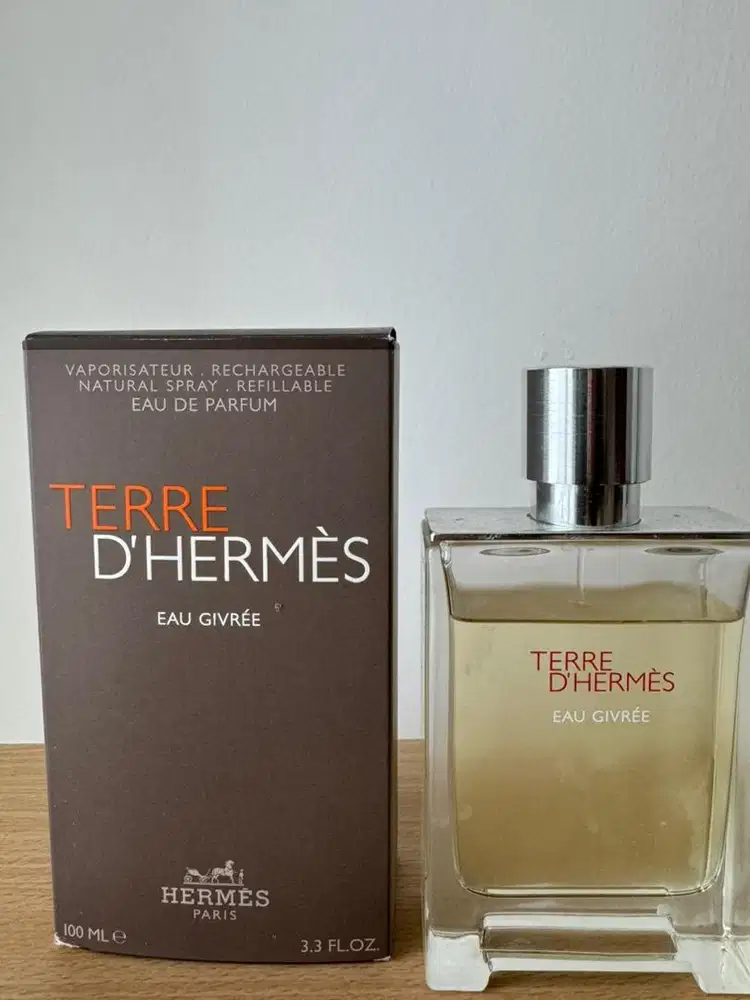 VAPORISATEUR . RECHARGEABLE
NATURAL SPRAY . REFILLABLE
EAU DE PARFUM
TERRE
D'HERMÈS
EAU GIVRÉE
HERMÈS
PARIS
100 ML ℮
3.3 FL.OZ.
TERRE
D'HERMÈS
EAU GIVRÉE